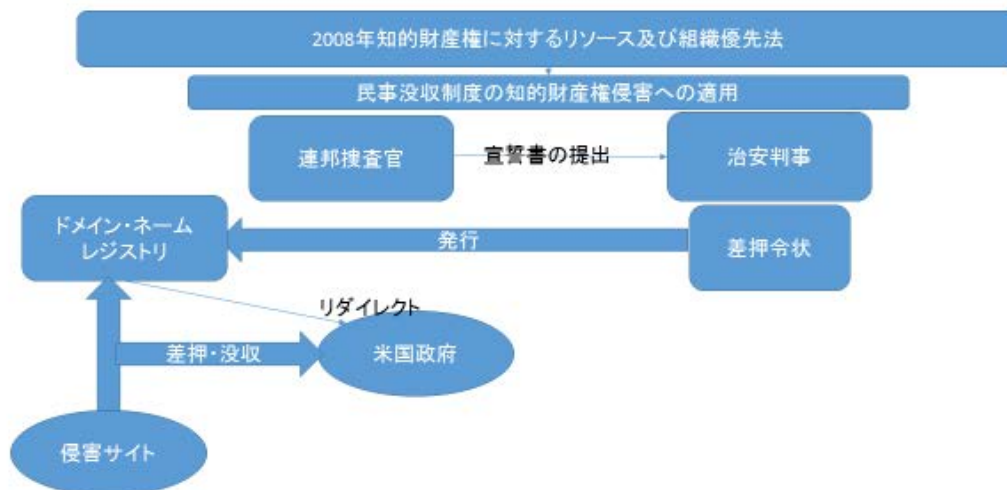 2008年知的財産権に対するリソース及び組織優先法
民事没収制度の知的財産権侵害への適用
連邦捜査官
宣誓書の提出
治安判事
ドメイン・ネーム
レジストリ
発行
差押令状
リダイレクト
差押・没収
米国政府
侵害サイト